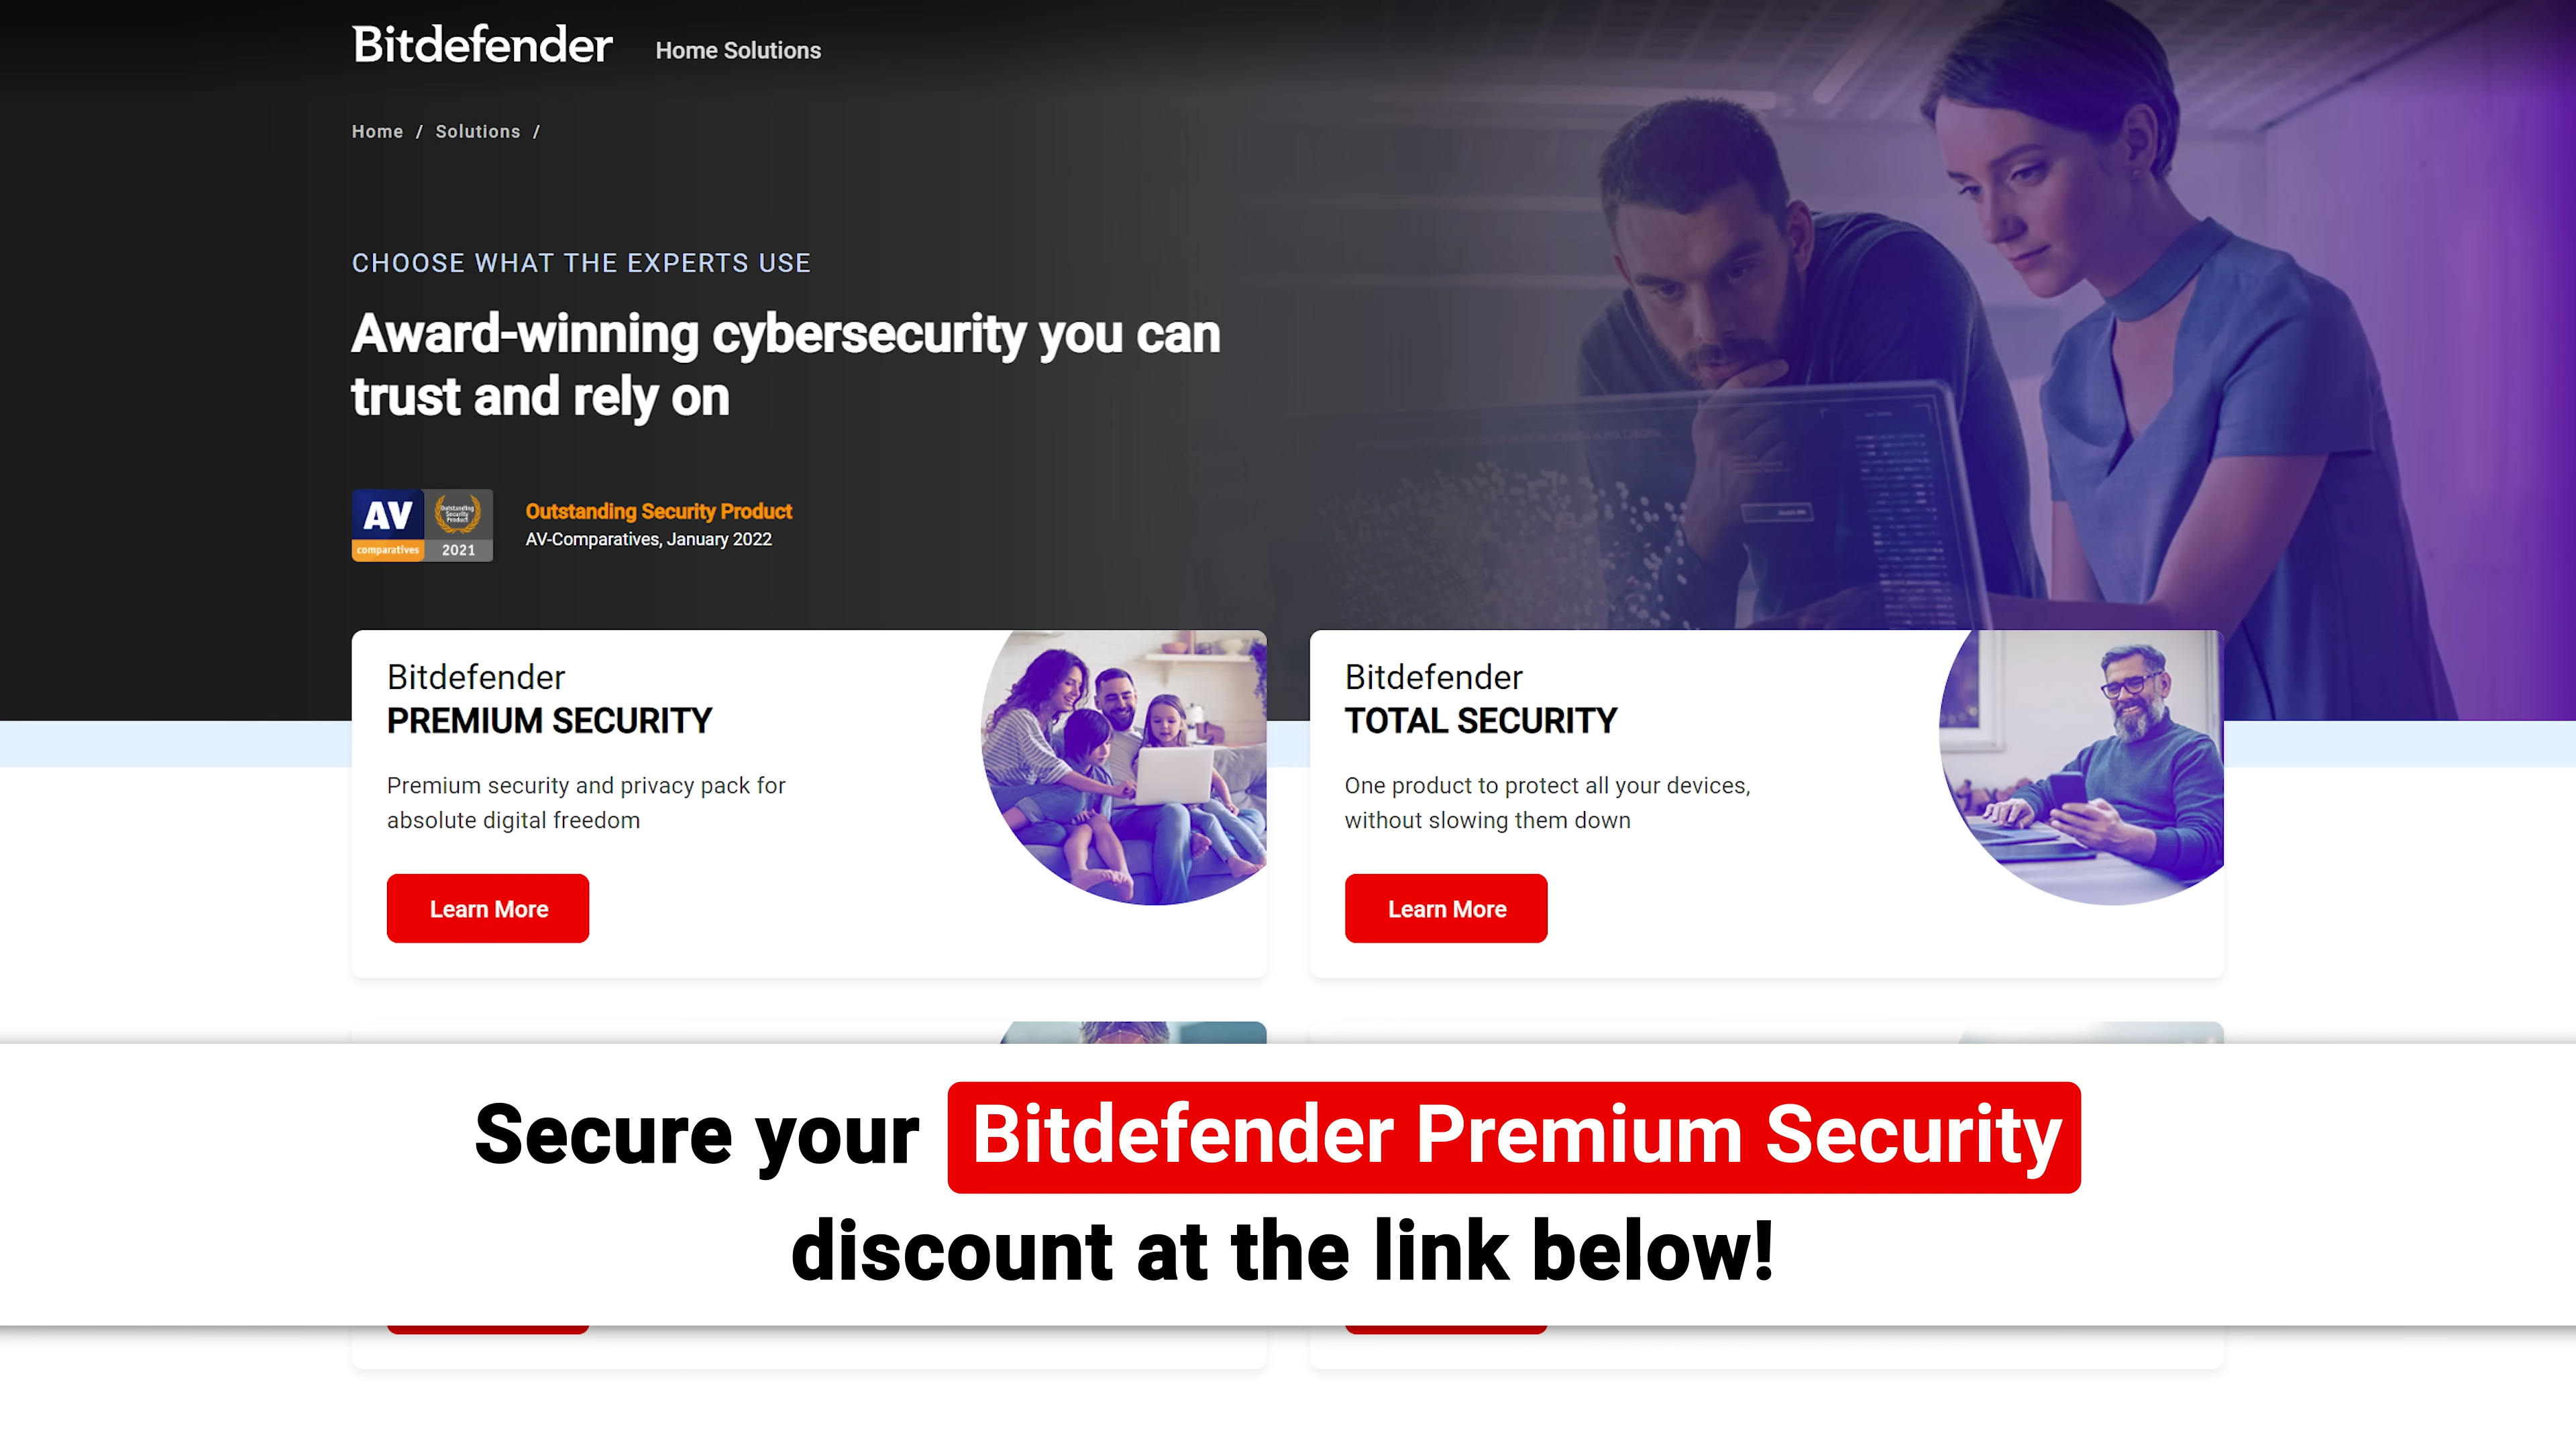 Bitdefender
Home Solutions
Home / Solutions /
CHOOSE WHAT THE EXPERTS USE
Award-winning cybersecurity you can
trust and rely on
AV
comparatives
Outstanding
Security
Product
2021
Outstanding Security Product
AV-Comparatives, January 2022
Bitdefender
PREMIUM SECURITY
Premium security and privacy pack for
absolute digital freedom
Learn More
Bitdefender
TOTAL SECURITY
One product to protect all your devices,
without slowing them down
Learn More
Secure your Bitdefender Premium Security
discount at the link below!